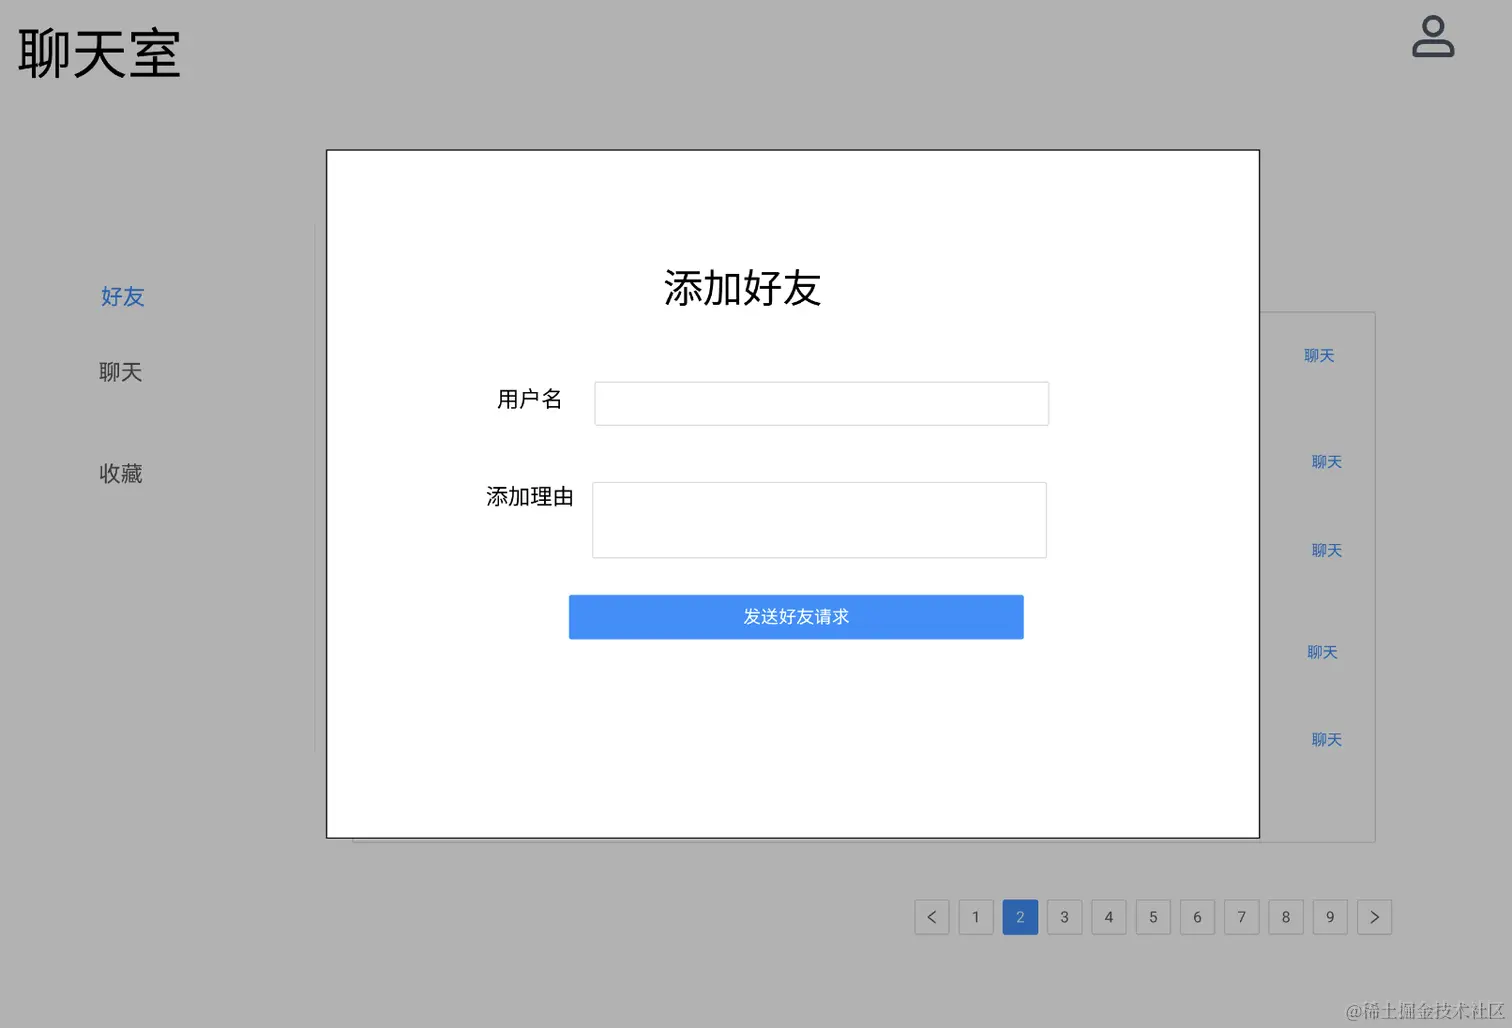 聊天室
好友
聊天
收藏
添加好友
用户名
添加理由
发送好友请求
聊天
聊天
聊天
聊天
聊天
1 2 3 4 5 6 7 8 9
@稀土掘金技术社区